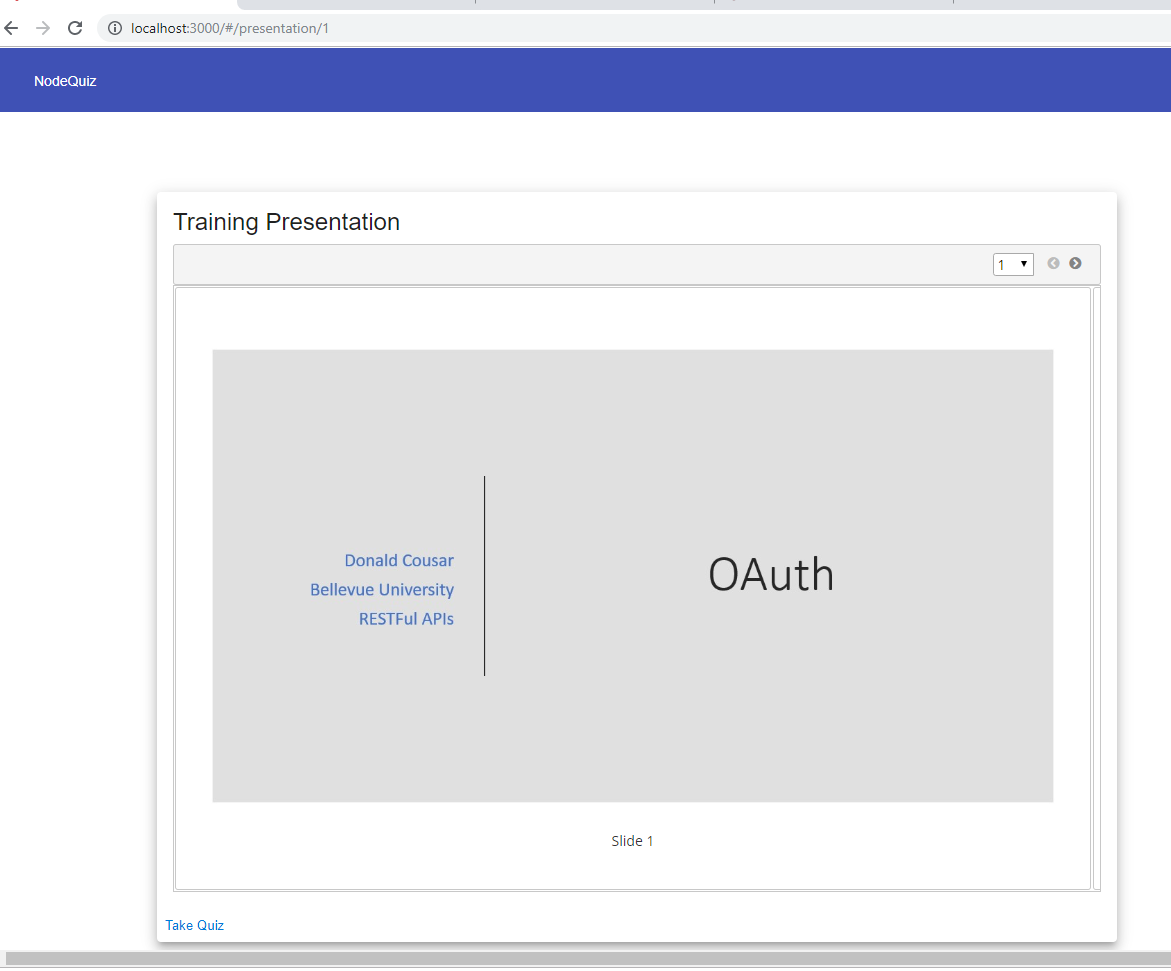 localhost:3000/#/presentation/1
NodeQuiz
Training Presentation
1
Donald Cousar
Bellevue University
RESTFul APIs
OAuth
Slide 1
Take Quiz